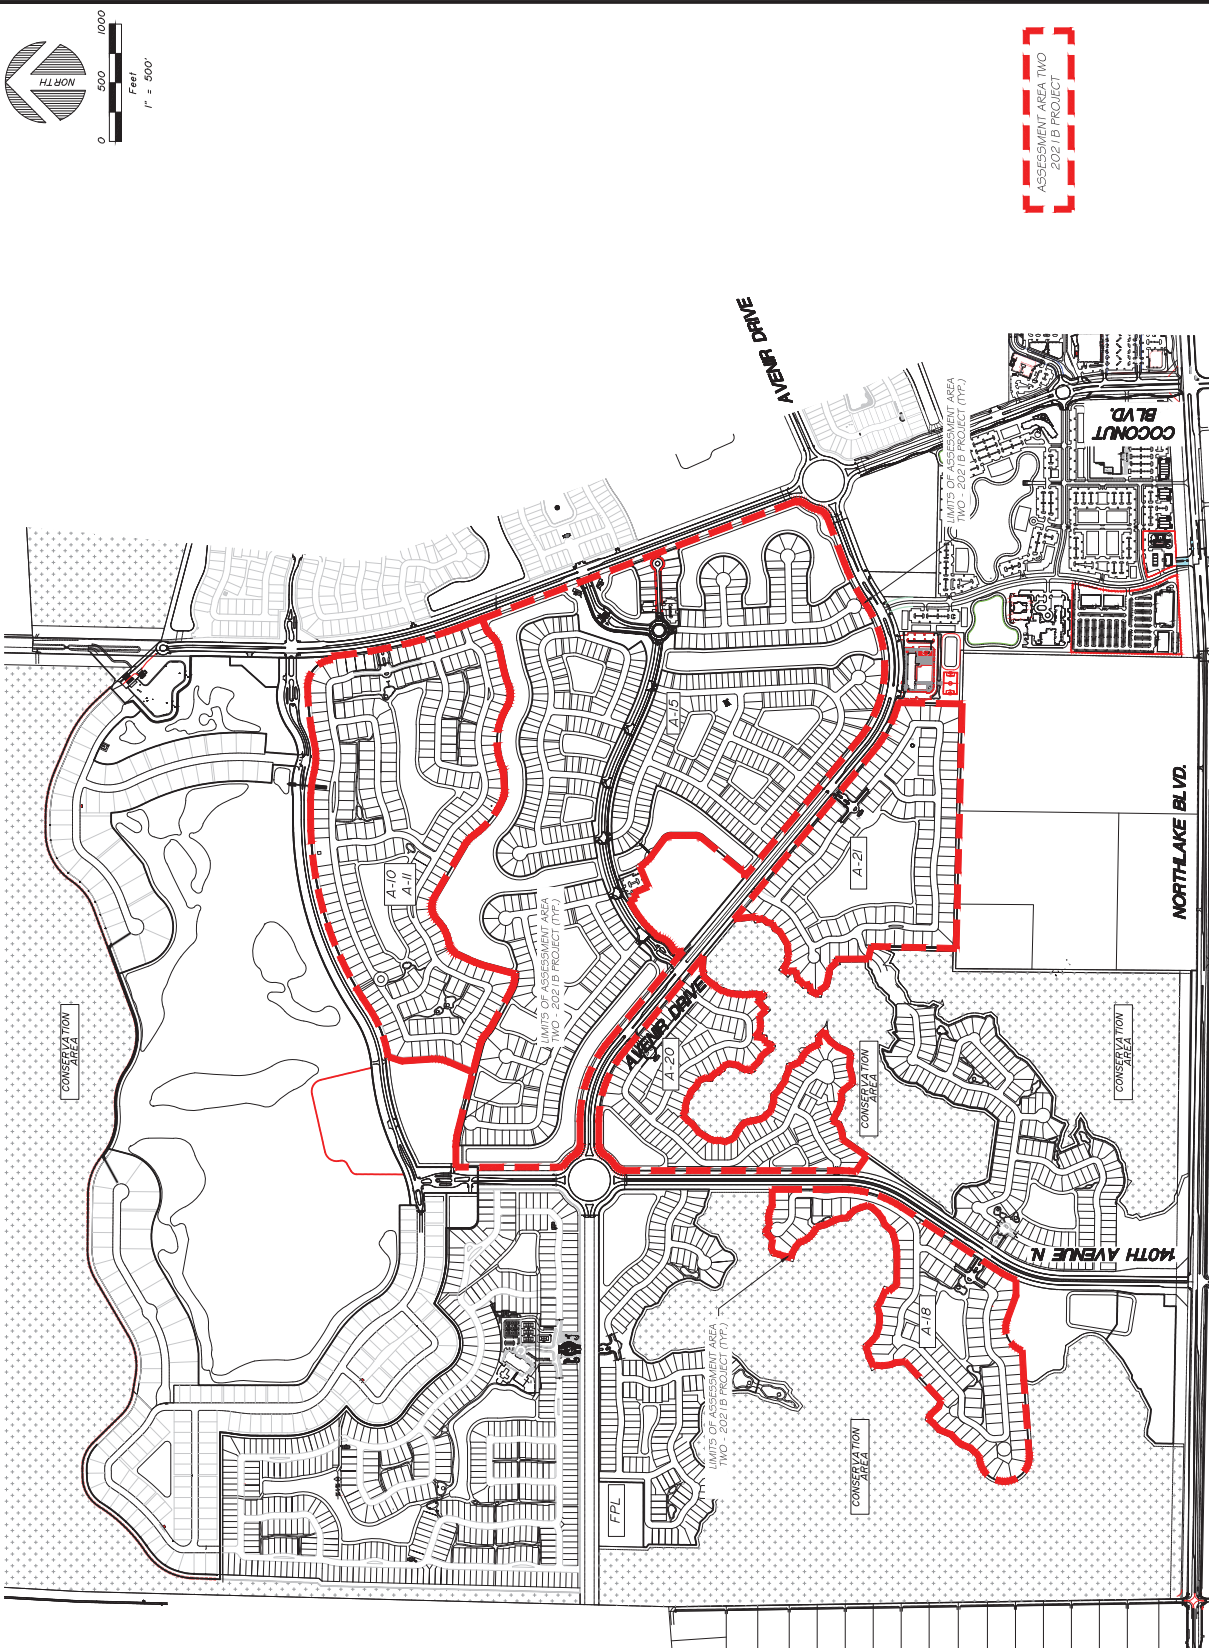 NORTH
0 500 1000
Feet
1" = 500'
ASSESSMENT AREA TWO
2021B PROJECT
AVENIR DRIVE
LIMITS OF ASSESSMENT AREA
TWO - 2021B PROJECT (TYP.)
COCONUT
BLVD.
A-15
A-10
A-11
A-21
NORTHLAKE BLVD.
LIMITS OF ASSESSMENT AREA
TWO - 2021B PROJECT (TYP.)
AVENIR DRIVE
A-20
CONSERVATION
AREA
CONSERVATION
AREA
CONSERVATION
AREA
140TH AVENUE N.
A-18
LIMITS OF ASSESSMENT AREA
TWO - 2021B PROJECT (TYP.)
CONSERVATION
AREA
FPL